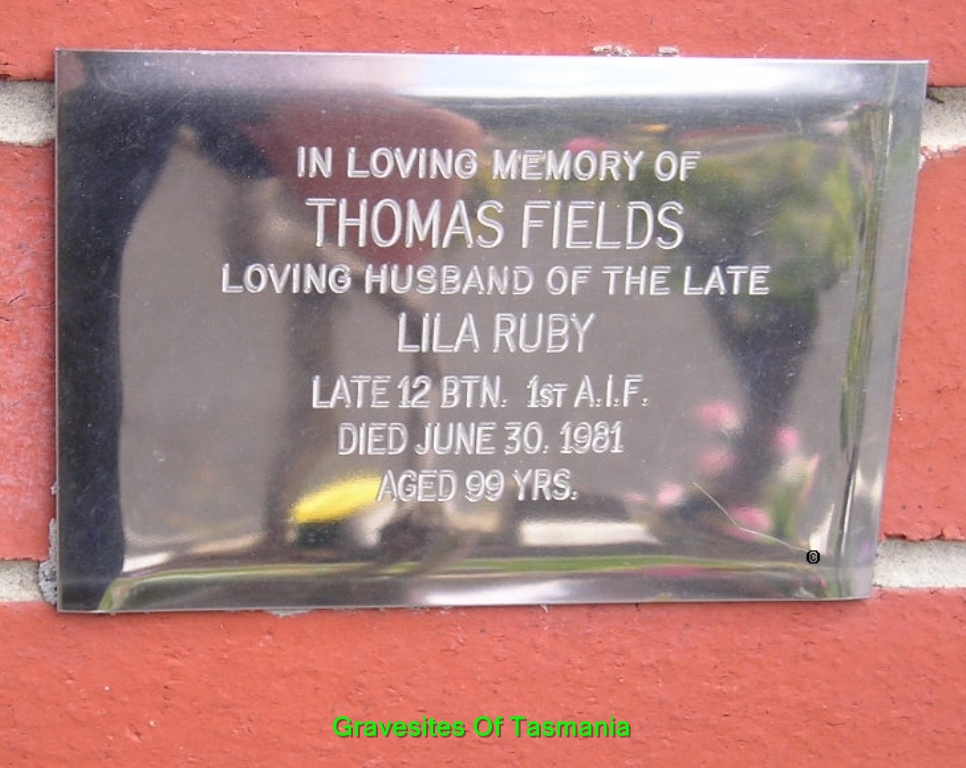 IN LOVING MEMORY OF
THOMAS FIELDS
LOVING HUSBAND OF THE LATE
LILA RUBY
LATE 12 BTN. 1ST A.I.F.
DIED JUNE 30. 1981
AGED 99 YRS.
©
Gravesites Of Tasmania